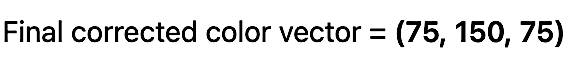 Final corrected color vector = (75, 150, 75)